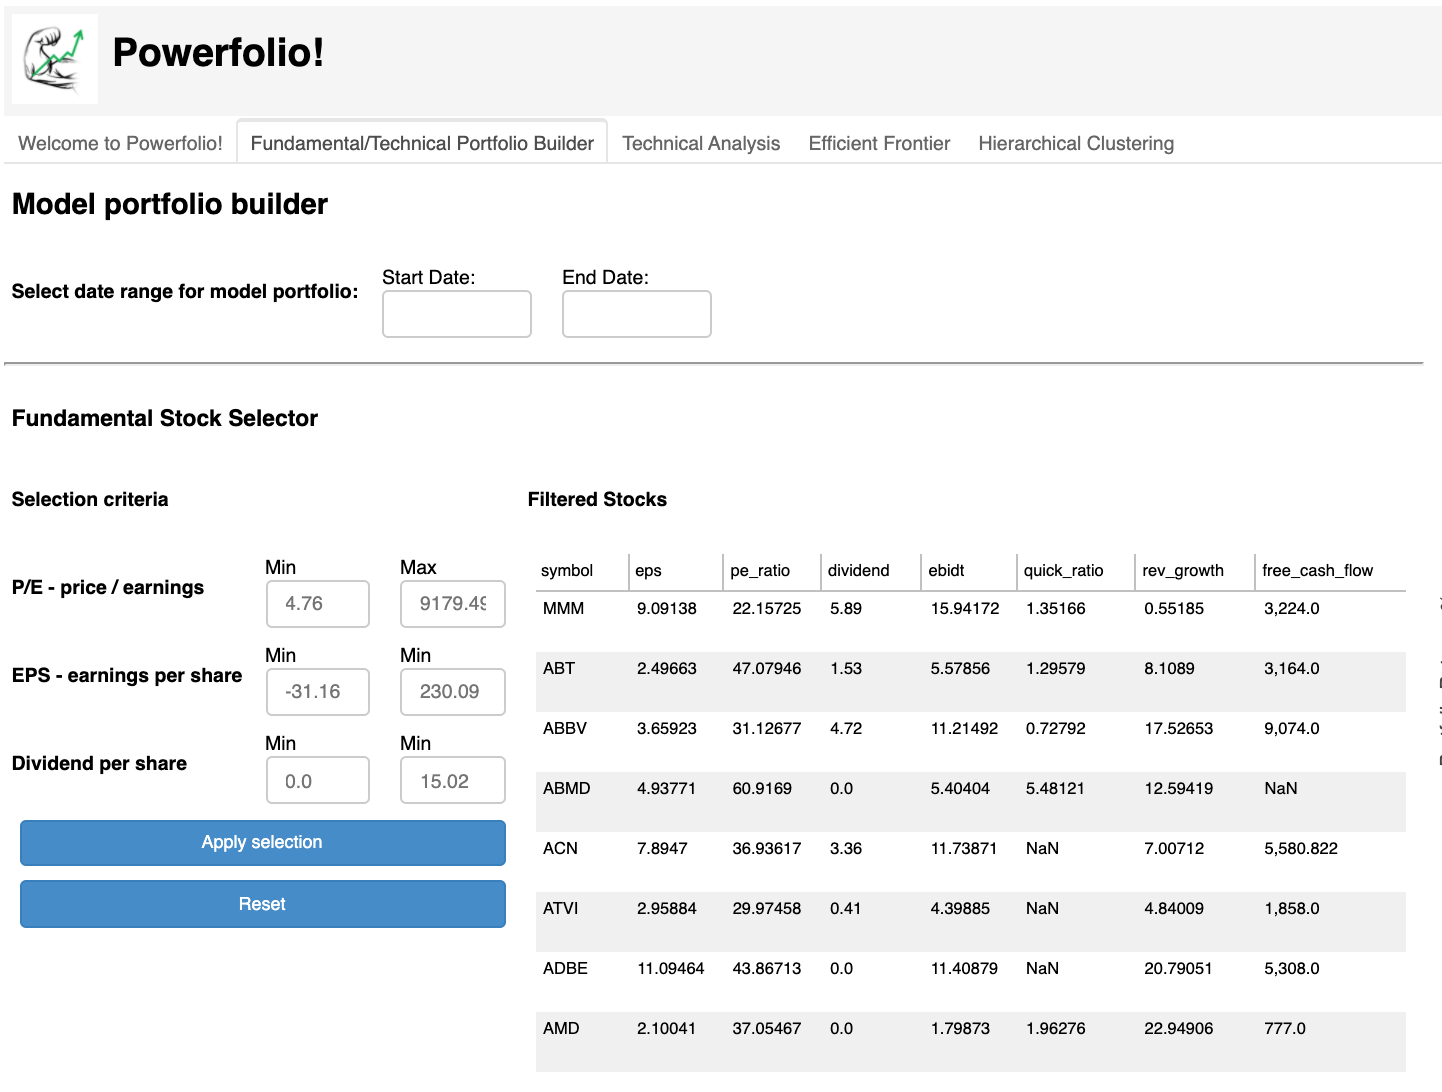 Powerfolio!
Welcome to Powerfolio! Fundamental/Technical Portfolio Builder Technical Analysis Efficient Frontier Hierarchical Clustering
Model portfolio builder
Select date range for model portfolio: Start Date: End Date:
Fundamental Stock Selector
Selection criteria
P/E - price / earnings Min Max
4.76 9179.49
EPS - earnings per share Min Min
-31.16 230.09
Dividend per share Min Min
0.0 15.02
Apply selection
Reset
Filtered Stocks
symbol eps pe_ratio dividend ebidt quick_ratio rev_growth free_cash_flow
MMM 9.09138 22.15725 5.89 15.94172 1.35166 0.55185 3,224.0
ABT 2.49663 47.07946 1.53 5.57856 1.29579 8.1089 3,164.0
ABBV 3.65923 31.12677 4.72 11.21492 0.72792 17.52653 9,074.0
ABMD 4.93771 60.9169 0.0 5.40404 5.48121 12.59419 NaN
ACN 7.8947 36.93617 3.36 11.73871 NaN 7.00712 5,580.822
ATVI 2.95884 29.97458 0.41 4.39885 NaN 4.84009 1,858.0
ADBE 11.09464 43.86713 0.0 11.40879 NaN 20.79051 5,308.0
AMD 2.10041 37.05467 0.0 1.79873 1.96276 22.94906 777.0